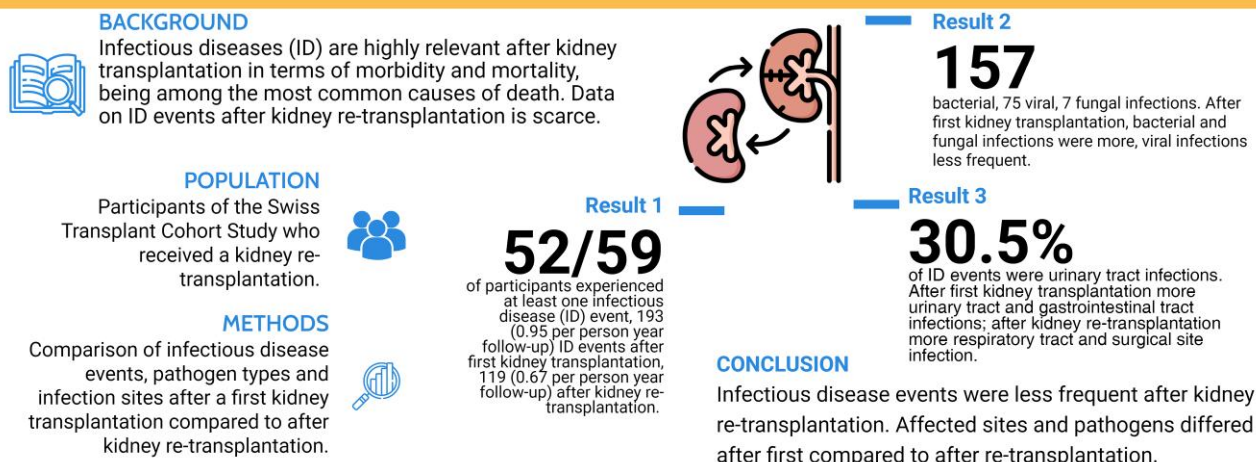 BACKGROUND
Infectious diseases (ID) are highly relevant after kidney
transplantation in terms of morbidity and mortality,
being among the most common causes of death. Data
on ID events after kidney re-transplantation is scarce.
POPULATION
Participants of the Swiss
Transplant Cohort Study who
received a kidney re-
transplantation.
METHODS
Comparison of infectious disease
events, pathogen types and
infection sites after a first kidney
transplantation compared to after
kidney re-transplantation.
Result 1
52/59
of participants experienced
at least one infectious
disease (ID) event, 193
(0.95 per person year
follow-up) ID events after
first kidney transplantation,
119 (0.67 per person year
follow-up) after kidney re-
transplantation.
Result 2
157
bacterial, 75 viral, 7 fungal infections. After
first kidney transplantation, bacterial and
fungal infections were more, viral infections
less frequent.
Result 3
30.5%
of ID events were urinary tract infections.
After first kidney transplantation more
urinary tract and gastrointestinal tract
infections; after kidney re-transplantation
more respiratory tract and surgical site
infection.
CONCLUSION
Infectious disease events were less frequent after kidney
re-transplantation. Affected sites and pathogens differed
after first compared to after re-transplantation.